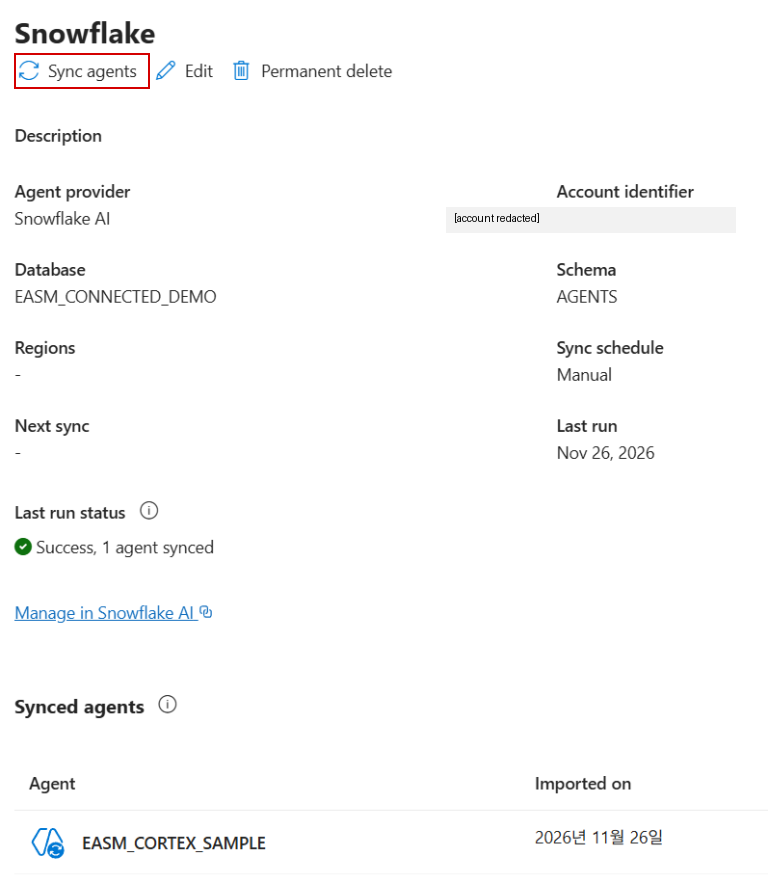 Snowflake
Sync agents Edit Permanent delete
Description
Agent provider Account identifier
Snowflake AI [account redacted]
Database Schema
EASM_CONNECTED_DEMO AGENTS
Regions Sync schedule
- Manual
Next sync Last run
- Nov 26, 2026
Last run status
Success, 1 agent synced
Manage in Snowflake AI
Synced agents
Agent Imported on
EASM_CORTEX_SAMPLE 2026년 11월 26일